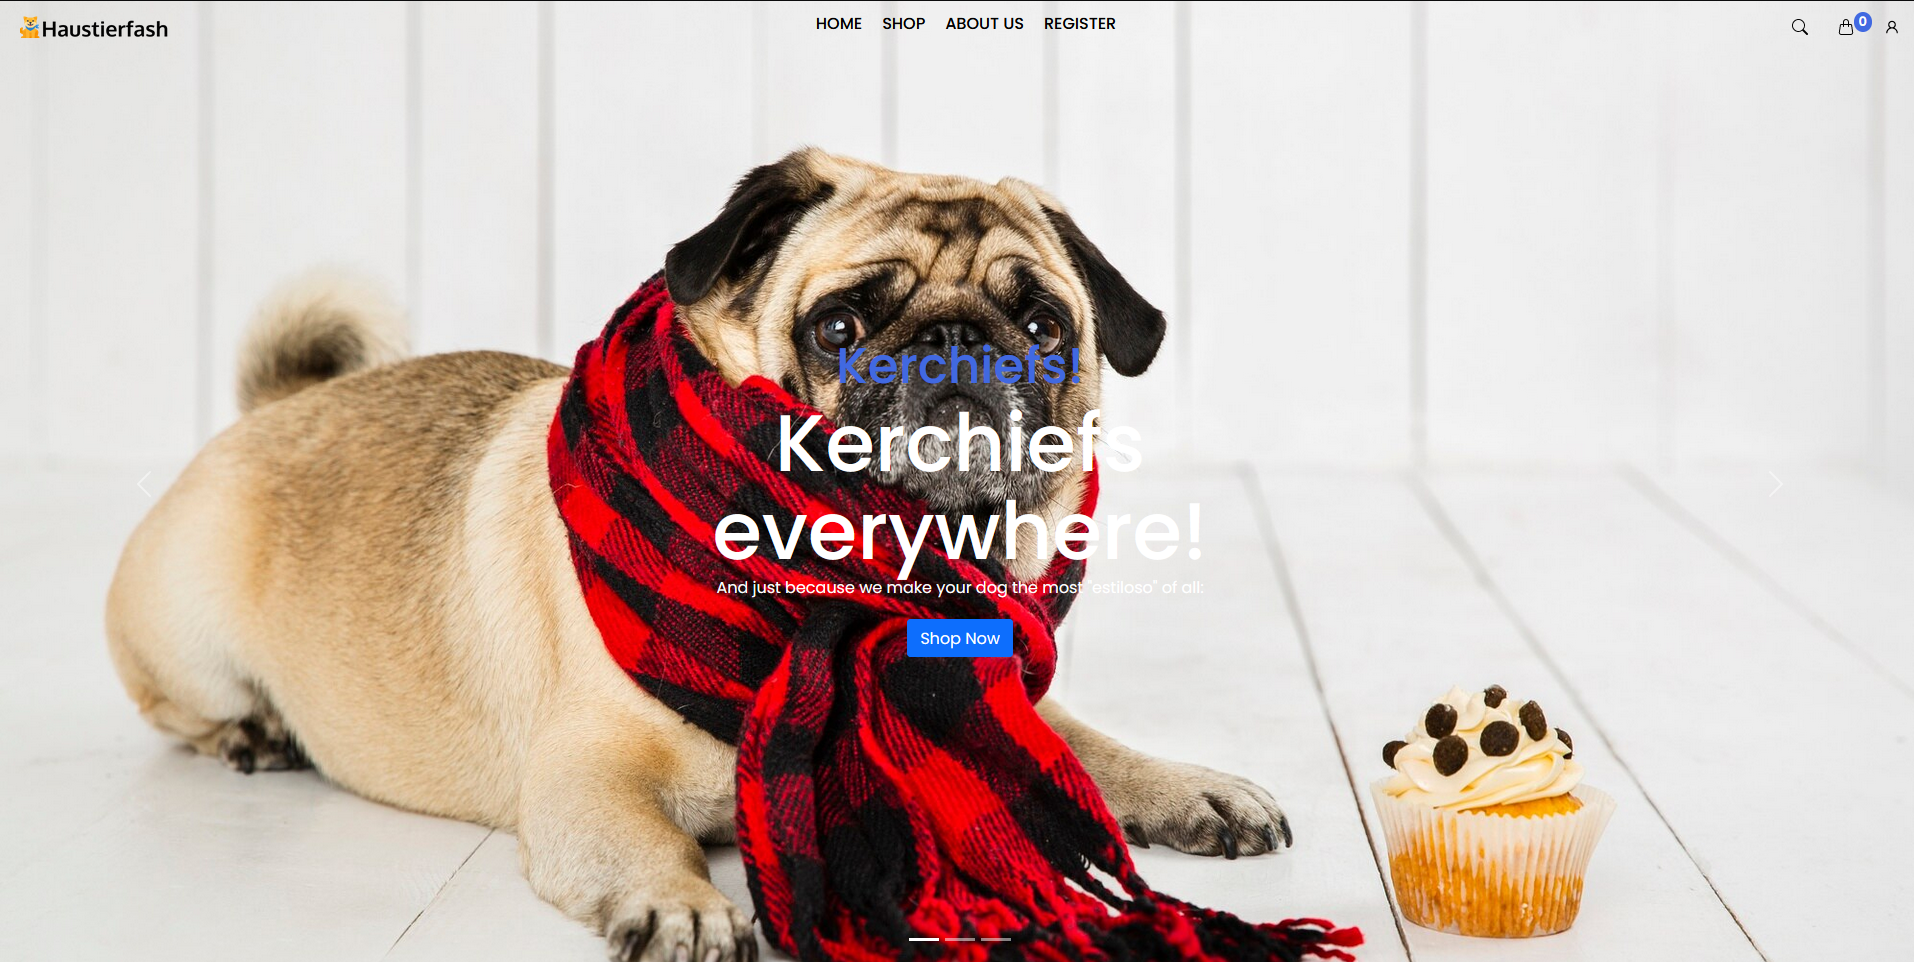 Haustierfash
HOME SHOP ABOUT US REGISTER
0
Kerchiefs!
Kerchiefs
everywhere!
And just because we make your dog the most "estiloso" of all:
Shop Now